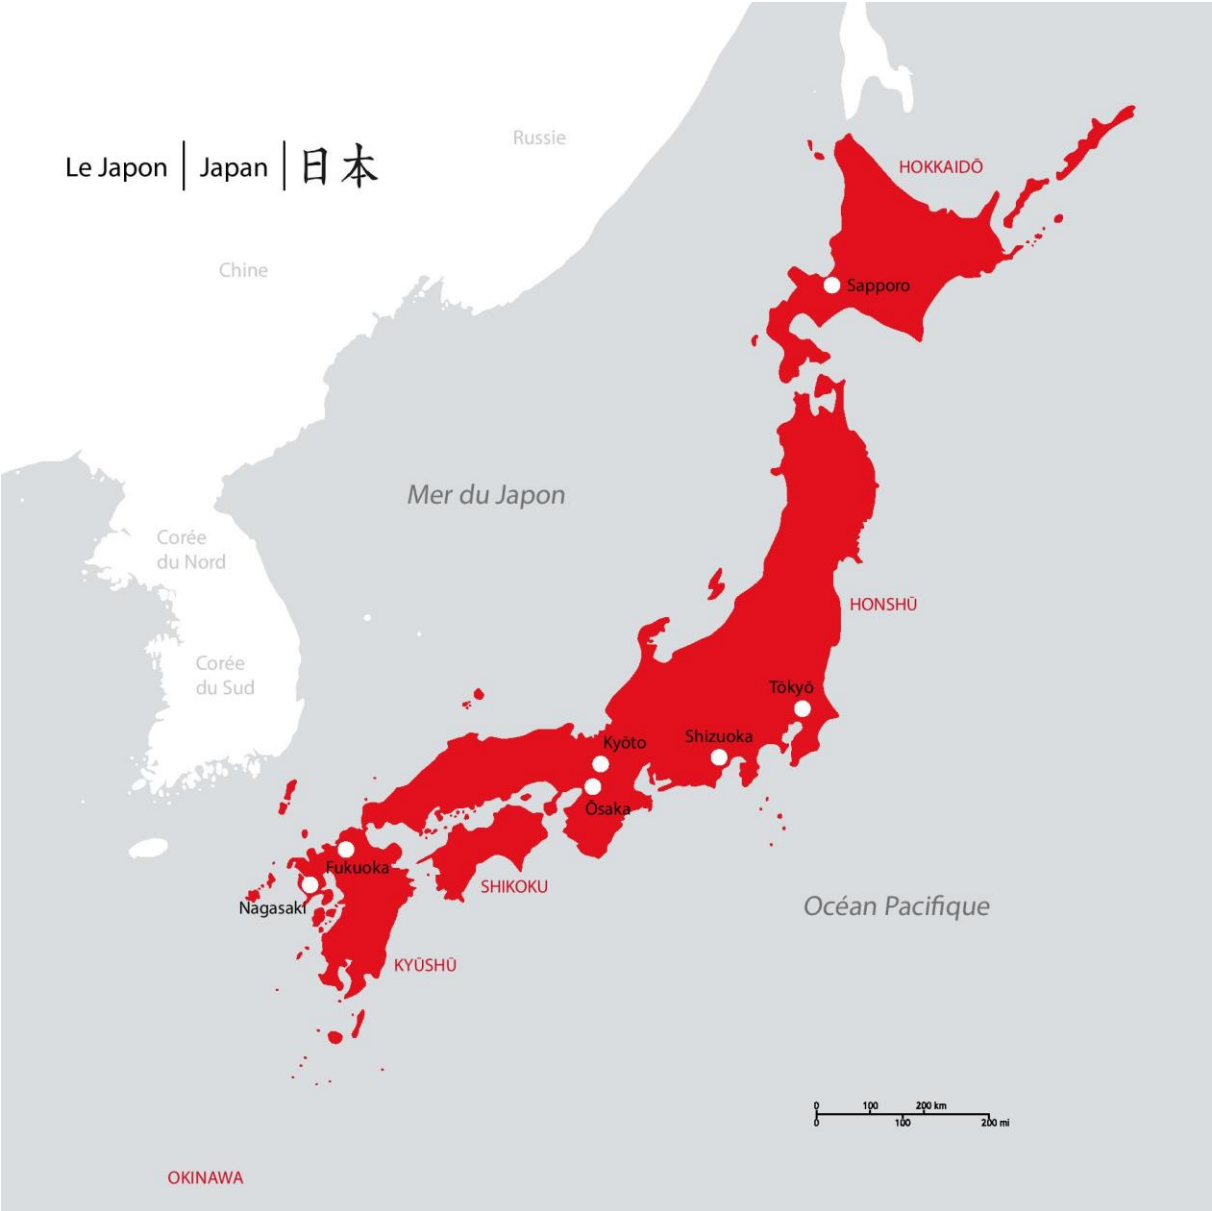 Russie
Le Japon | Japan | 日本
HOKKAIDŌ
Chine
Sapporo
Mer du Japon
Corée
du Nord
HONSHŪ
Corée
du Sud
Tōkyō
Shizuoka
Kyōto
Ōsaka
Fukuoka
SHIKOKU
Nagasaki
Océan Pacifique
KYŪSHŪ
0 100 200 km
0 100 200 mi
OKINAWA